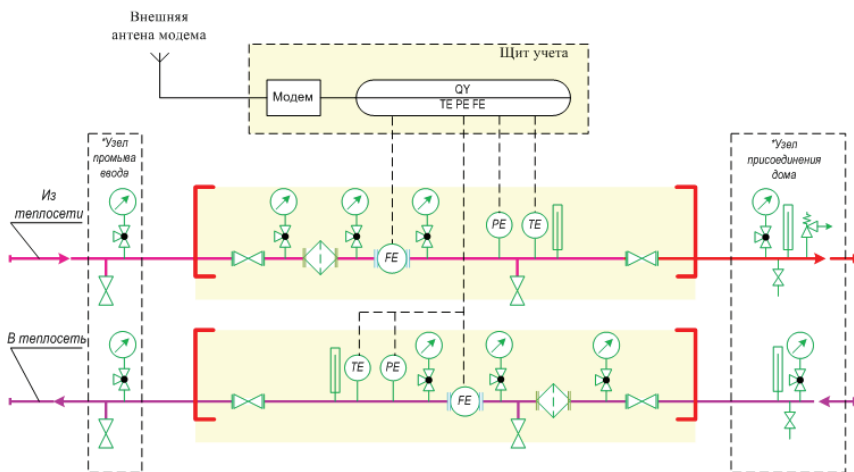 Внешняя
антена модема
Щит учета
Модем
QY
TE PE FE
*Узел
промыва
ввода
*Узел
присоединения
дома
Из
теплосети
PE
TE
FE
В теплосеть
TE
PE
FE